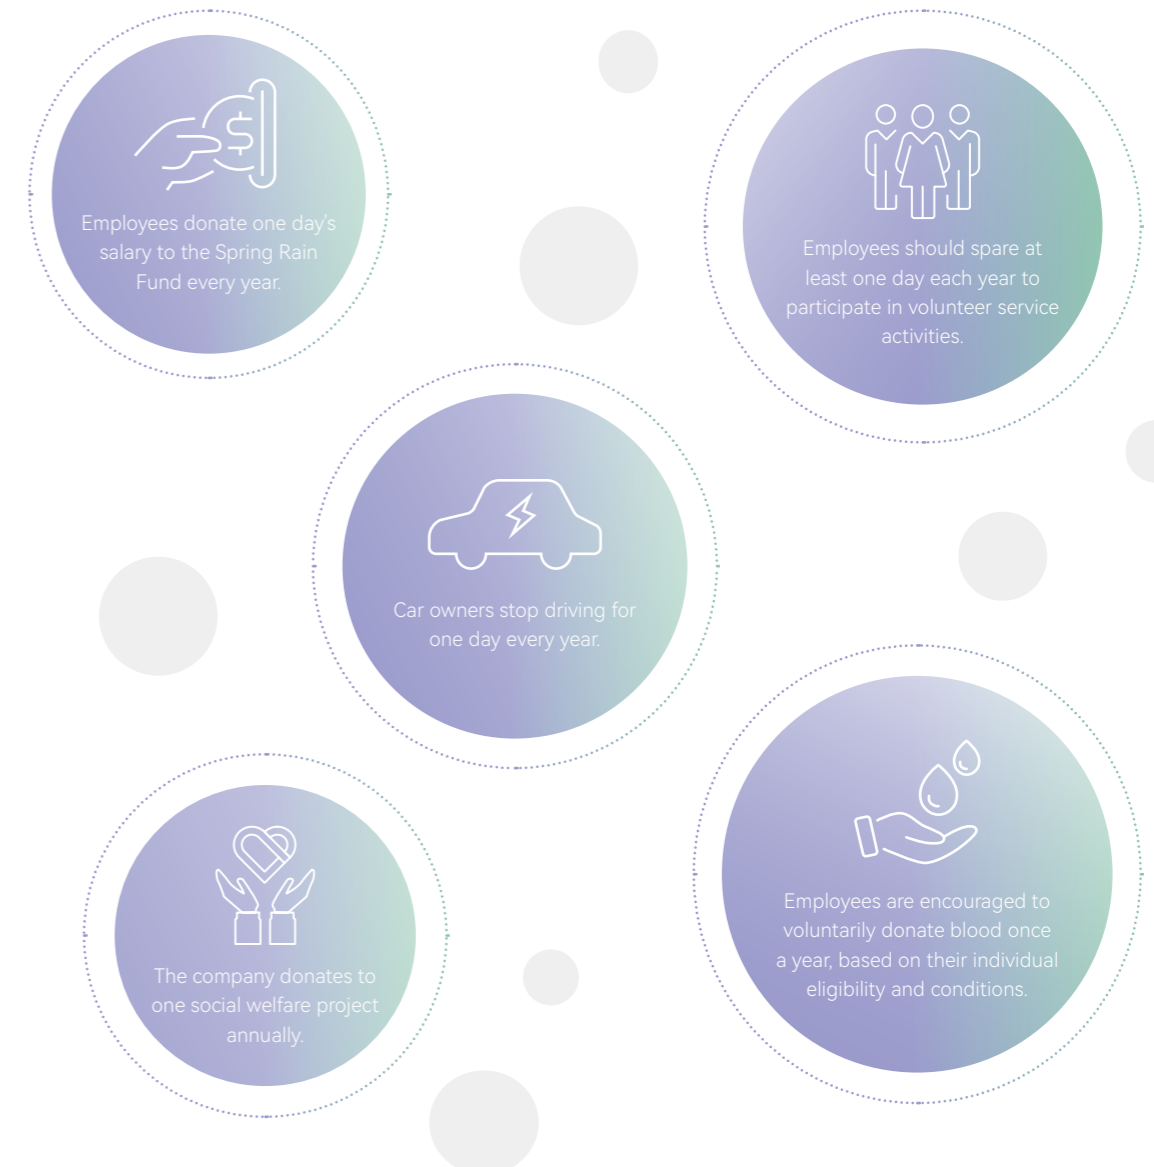 Employees donate one day's
salary to the Spring Rain
Fund every year.
Employees should spare at
least one day each year to
participate in volunteer service
activities.
Car owners stop driving for
one day every year.
The company donates to
one social welfare project
annually.
Employees are encouraged to
voluntarily donate blood once
a year, based on their individual
eligibility and conditions.